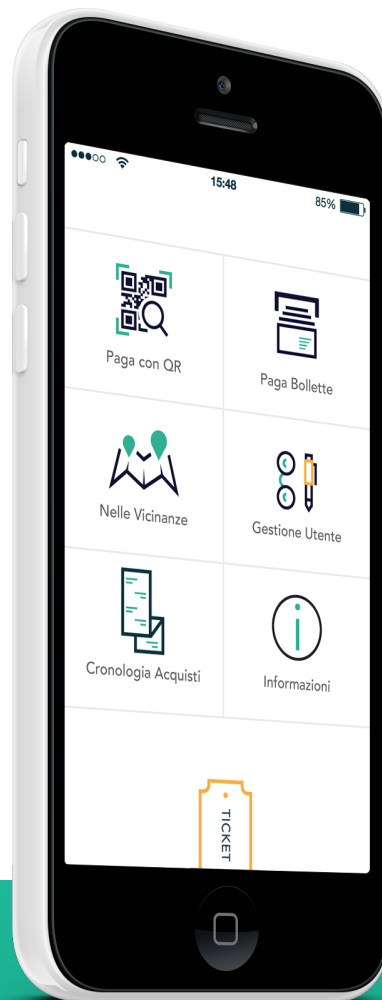 15:48
85%
Paga con QR
Paga Bollette
Nelle Vicinanze
Gestione Utente
Cronologia Acquisti
Informazioni
TICKET